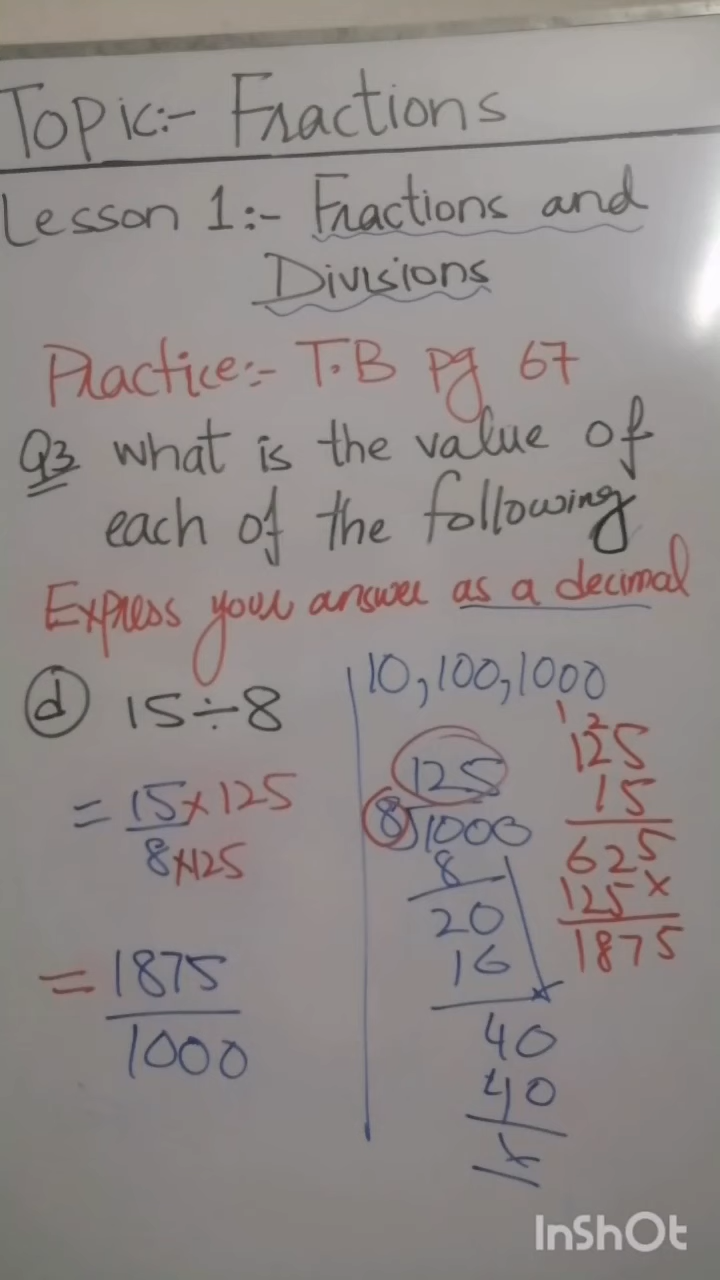 Topic:- Fractions
Lesson 1:- Fractions and
Divisions
Practice:- T.B pg 67
Q3 what is the value of
each of the following
Express your answer as a decimal
d 15÷8
= 15×125
8×125
= 1875
1000
10,100,1000
125
8)1000
8
20
16
40
40
×
1 2
125
15
625
125×
1875
InShOt